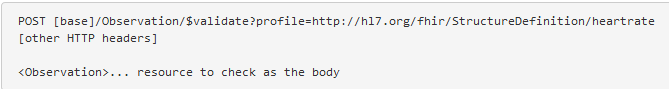 POST [base]/Observation/$validate?profile=http://hl7.org/fhir/StructureDefinition/heartrate
[other HTTP headers]
<Observation>... resource to check as the body